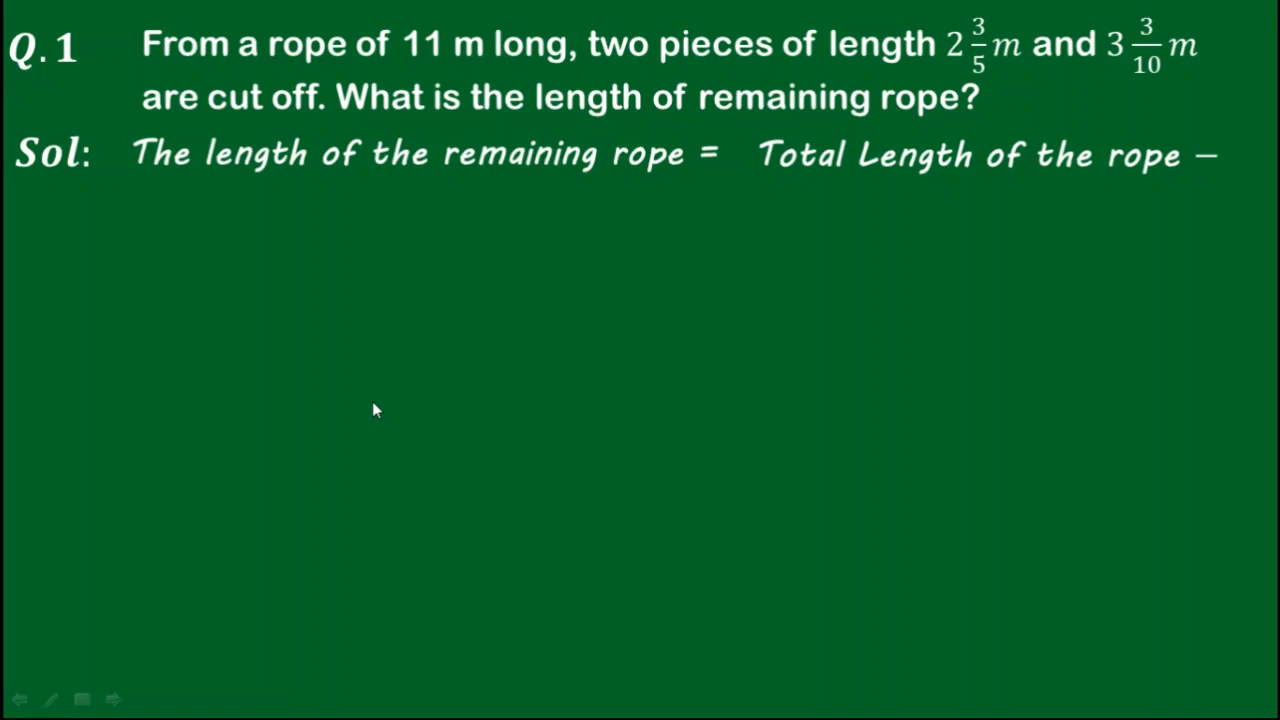 Q.1 From a rope of 11 m long, two pieces of length 2 3/5 m and 3 3/10 m
are cut off. What is the length of remaining rope?
Sol: The length of the remaining rope = Total Length of the rope −